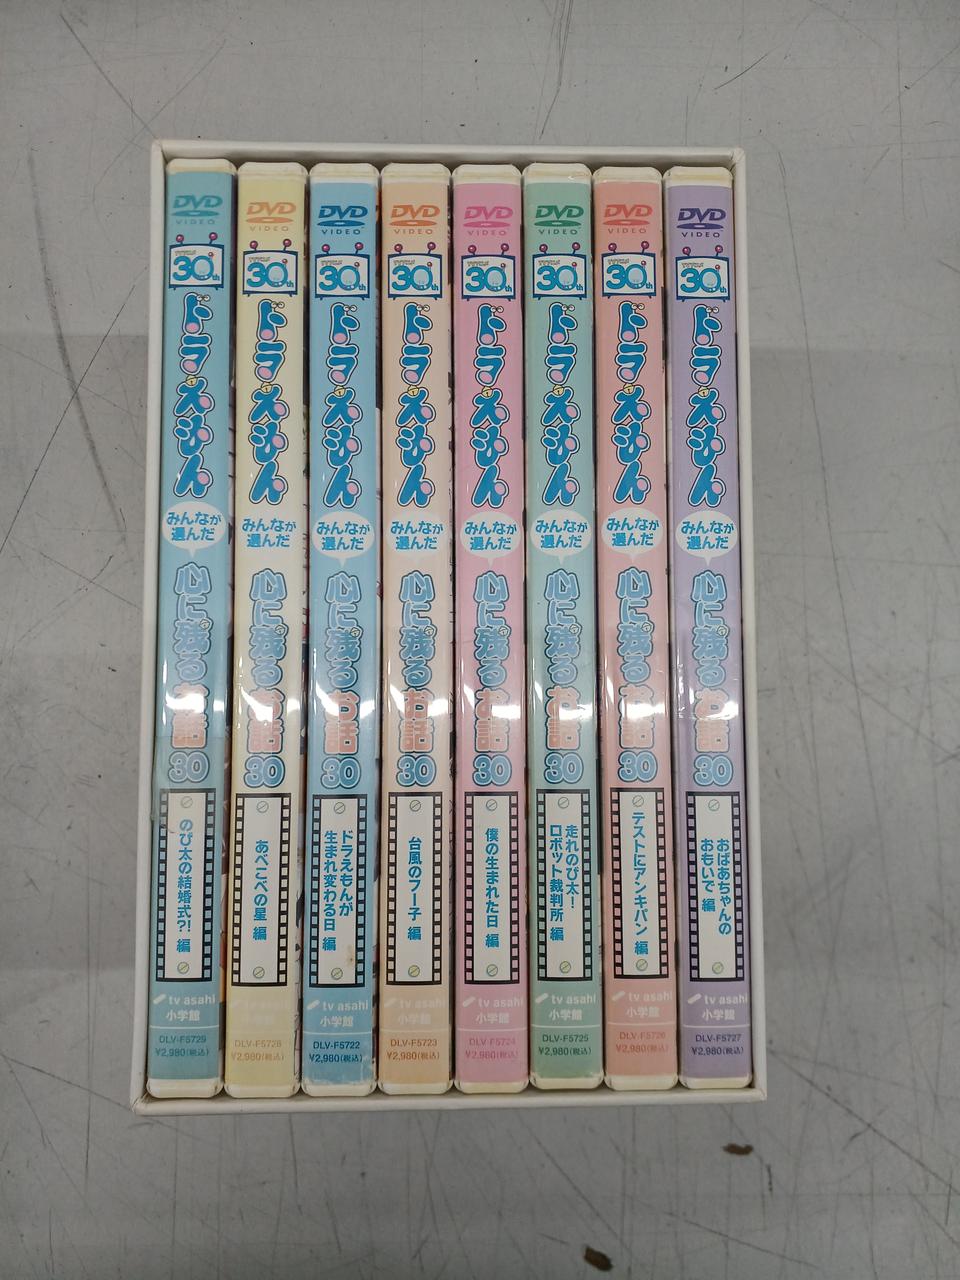 DVD
VIDEO
30th
ドラえもん
みんなが
選んだ
心に残るお話30
のび太の結婚式?! 編
tv asahi
小学館
DLV-F5729
¥2,980(税込)
DVD
VIDEO
30th
ドラえもん
みんなが
選んだ
心に残るお話30
あべこべの星 編
tv asahi
小学館
DLV-F5728
¥2,980(税込)
DVD
VIDEO
30th
ドラえもん
みんなが
選んだ
心に残るお話30
ドラえもんが
生まれ変わる日 編
tv asahi
小学館
DLV-F5722
¥2,980(税込)
DVD
VIDEO
30th
ドラえもん
みんなが
選んだ
心に残るお話30
台風のフー子 編
tv asahi
小学館
DLV-F5723
¥2,980(税込)
DVD
VIDEO
30th
ドラえもん
みんなが
選んだ
心に残るお話30
僕の生まれた日 編
tv asahi
小学館
DLV-F5724
¥2,980(税込)
DVD
VIDEO
30th
ドラえもん
みんなが
選んだ
心に残るお話30
走れのび太!
ロボット裁判所 編
tv asahi
小学館
DLV-F5725
¥2,980(税込)
DVD
VIDEO
30th
ドラえもん
みんなが
選んだ
心に残るお話30
テストにアンキパン 編
tv asahi
小学館
DLV-F5726
¥2,980(税込)
DVD
VIDEO
30th
ドラえもん
みんなが
選んだ
心に残るお話30
おばあちゃんの
おもいで 編
tv asahi
小学館
DLV-F5727
¥2,980(税込)